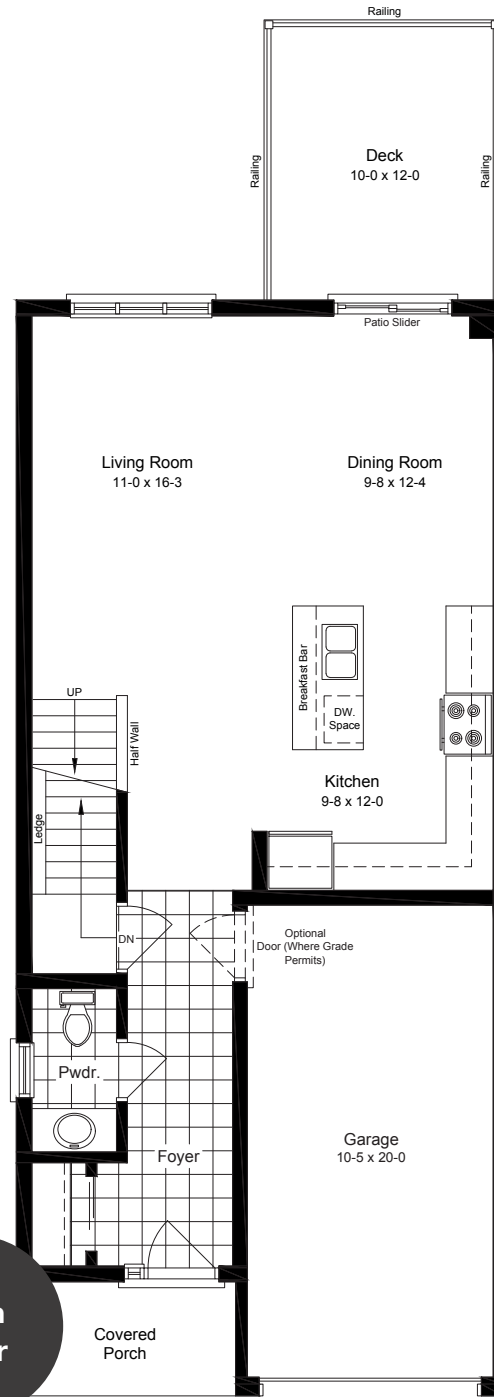 Railing
Railing
Railing
Deck
10-0 x 12-0
Patio Slider
Living Room
11-0 x 16-3
Dining Room
9-8 x 12-4
Breakfast Bar
DW.
Space
UP
Half Wall
Ledge
Kitchen
9-8 x 12-0
DN
Optional
Door (Where Grade
Permits)
Pwdr.
Foyer
Garage
10-5 x 20-0
Covered
Porch